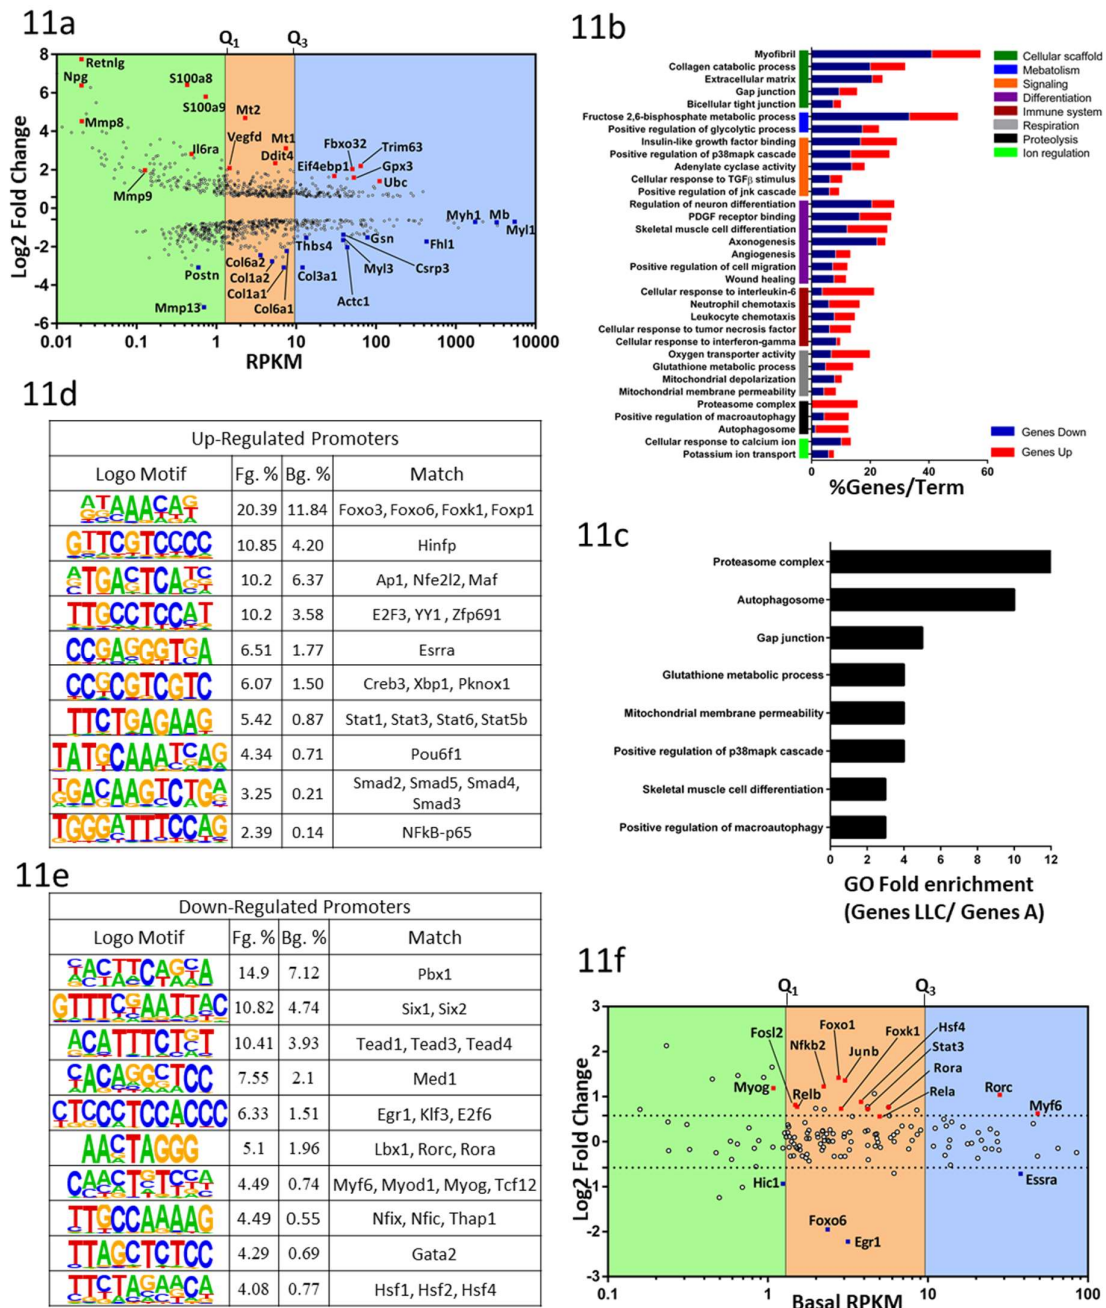 11a
Q1
Q3
8
6
4
2
0
-2
-4
-6
Log2 Fold Change
0.01
0.1
1
10
100
1000
10000
RPKM
Retnlg
Npg
Mmp8
S100a8
S100a9
Il6ra
Mmp9
Mt2
Vegfd
Mt1
Ddit4
Fbxo32
Trim63
Eif4ebp1
Gpx3
Ubc
Myh1
Mb
Myl1
Thbs4
Gsn
Fhl1
Col6a2
Col1a2
Col1a1
Col6a1
Col3a1
Myl3
Csrp3
Actc1
Postn
Mmp13
11b
Myofibril
Collagen catabolic process
Extracellular matrix
Gap junction
Bicellular tight junction
Fructose 2,6-bisphosphate metabolic process
Positive regulation of glycolytic process
Insulin-like growth factor binding
Positive regulation of p38mapk cascade
Adenylate cyclase activity
Cellular response to TGFβ stimulus
Positive regulation of jnk cascade
Regulation of neuron differentiation
PDGF receptor binding
Skeletal muscle cell differentiation
Axonogenesis
Angiogenesis
Positive regulation of cell migration
Wound healing
Cellular response to interleukin-6
Neutrophil chemotaxis
Leukocyte chemotaxis
Cellular response to tumor necrosis factor
Cellular response to interferon-gamma
Oxygen transporter activity
Glutathione metabolic process
Mitochondrial depolarization
Mitochondrial membrane permeability
Proteasome complex
Positive regulation of macroautophagy
Autophagosome
Cellular response to calcium ion
Potassium ion transport
Cellular scaffold
Mebatolism
Signaling
Differentiation
Immune system
Respiration
Proteolysis
Ion regulation
Genes Down
Genes Up
0
20
40
60
%Genes/Term
11d
Up-Regulated Promoters
Logo Motif Fg. % Bg. % Match
ATAAACAG 20.39 11.84 Foxo3, Foxo6, Foxk1, Foxp1
GTTCGTCCCC 10.85 4.20 Hinfp
ATGACTCATC 10.2 6.37 Ap1, Nfe2l2, Maf
TTGCCTCCAT 10.2 3.58 E2F3, YY1 , Zfp691
CCGAGGGTGA 6.51 1.77 Esrra
CCGCGTCGTC 6.07 1.50 Creb3, Xbp1, Pknox1
TTCTGAGAAG 5.42 0.87 Stat1, Stat3, Stat6, Stat5b
TATGCAAATCAG 4.34 0.71 Pou6f1
TGACAAGTCTGA 3.25 0.21 Smad2, Smad5, Smad4,
Smad3
TGGGATTTCCAG 2.39 0.14 NFkB-p65
11c
Proteasome complex
Autophagosome
Gap junction
Glutathione metabolic process
Mitochondrial membrane permeability
Positive regulation of p38mapk cascade
Skeletal muscle cell differentiation
Positive regulation of macroautophagy
0
2
4
6
8
10
12
GO Fold enrichment
(Genes LLC/ Genes A)
11e
Down-Regulated Promoters
Logo Motif Fg. % Bg. % Match
CACTTCAGCA 14.9 7.12 Pbx1
GTTTCGAATTAC 10.82 4.74 Six1, Six2
ACATTTCTGT 10.41 3.93 Tead1, Tead3, Tead4
CACAGGCTCC 7.55 2.1 Med1
CTCCCTCCACCC 6.33 1.51 Egr1, Klf3, E2f6
AACTAGGG 5.1 1.96 Lbx1, Rorc, Rora
CAACTGTTCC 4.49 0.74 Myf6, Myod1, Myog, Tcf12
TTGCCAAAAG 4.49 0.55 Nfix, Nfic, Thap1
TTAGCTCTCC 4.29 0.69 Gata2
TTCTAGAACA 4.08 0.77 Hsf1, Hsf2, Hsf4
11f
Q1
Q3
3
2
1
0
-1
-2
-3
Log2 Fold Change
Fosl2
Nfkb2
Foxo1
Junb
Foxk1
Hsf4
Stat3
Rora
Rela
Myog
Relb
Rorc
Myf6
Hic1
Foxo6
Egr1
Essra
0.1
1
10
100
Basal RPKM